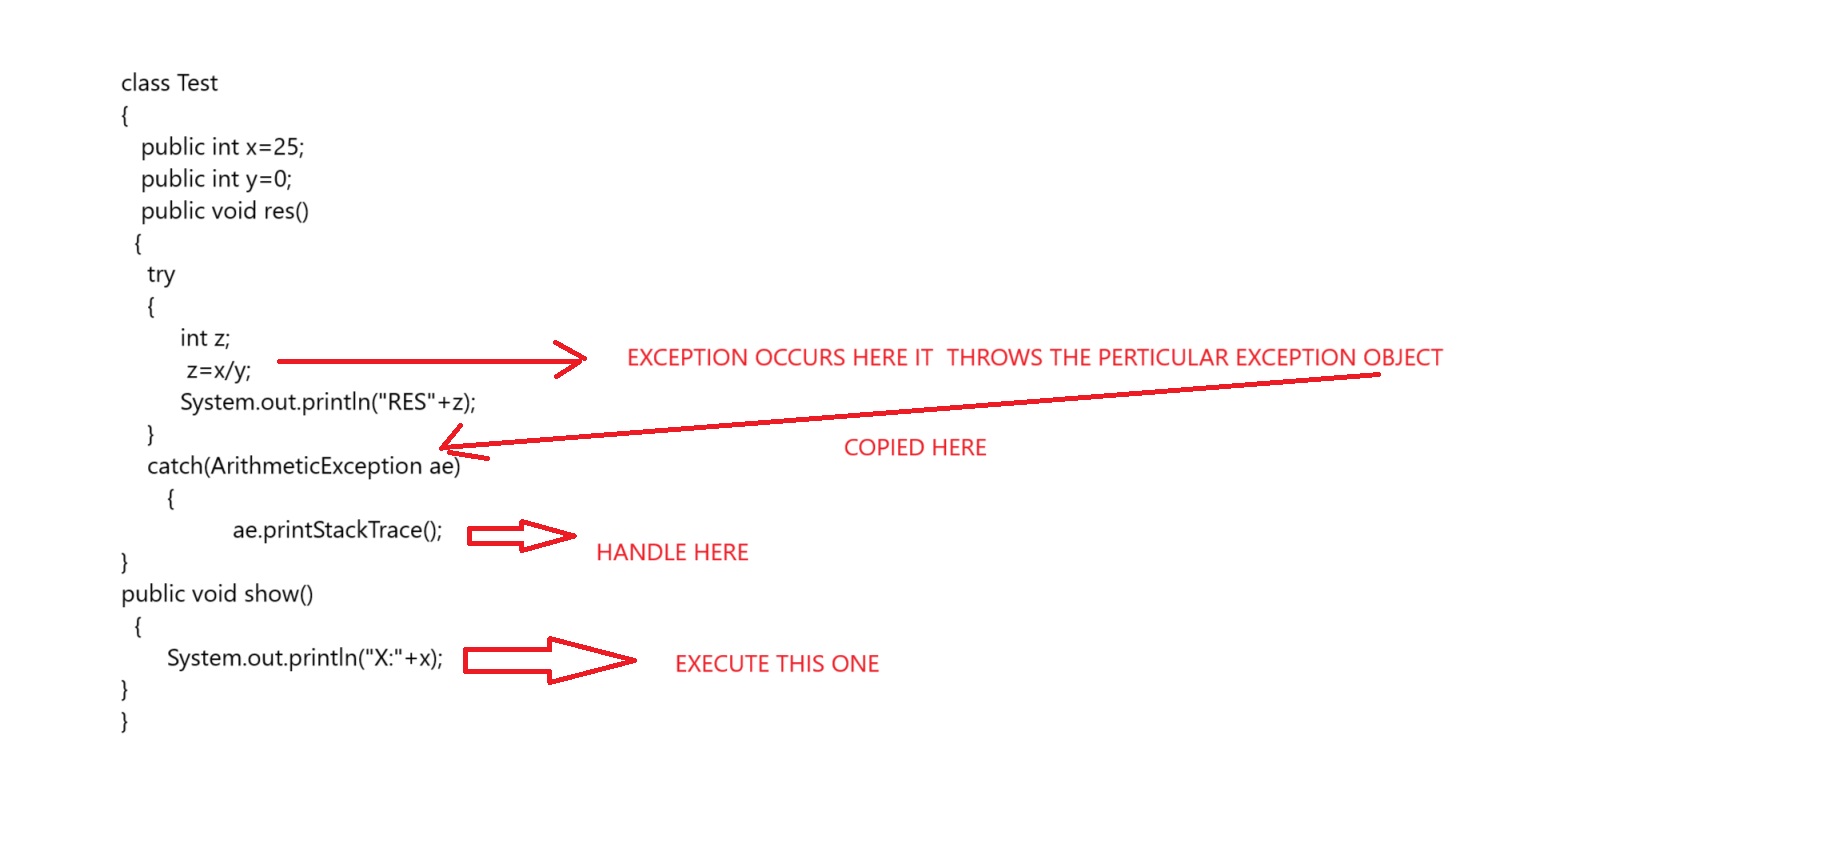 class Test
{
public int x=25;
public int y=0;
public void res()
{
try
{
int z;
z=x/y;
EXCEPTION OCCURS HERE IT  THROWS THE PERTICULAR EXCEPTION OBJECT
System.out.println("RES"+z);
}
COPIED HERE
catch(ArithmeticException ae)
{
ae.printStackTrace();
HANDLE HERE
}
public void show()
{
System.out.println("X:"+x);
EXECUTE THIS ONE
}
}